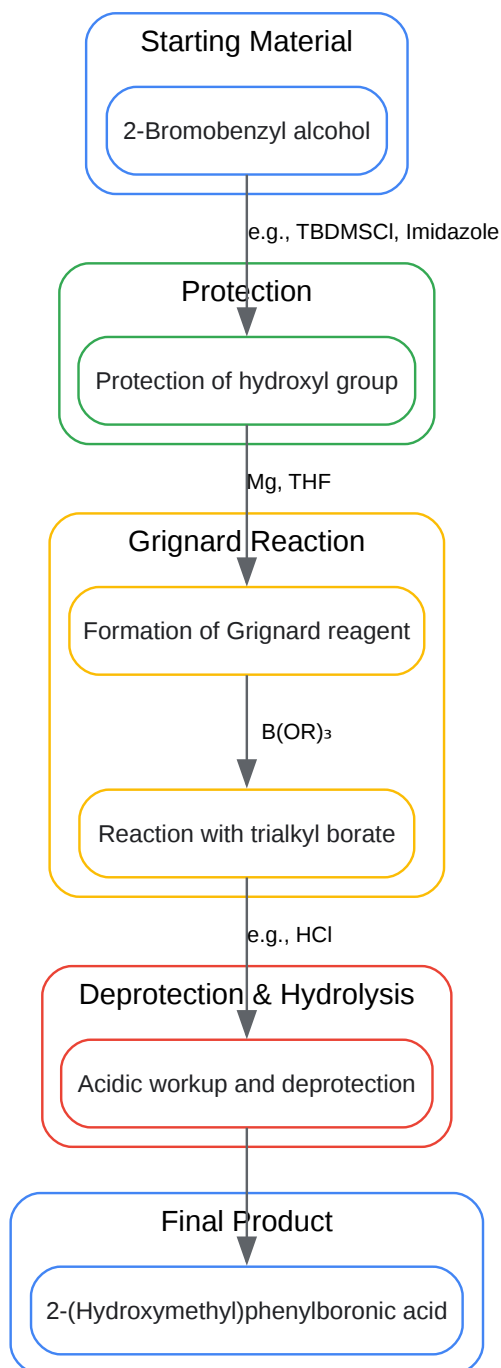 Starting Material
2-Bromobenzyl alcohol
e.g., TBDMSCl, Imidazole
Protection
Protection of hydroxyl group
Mg, THF
Grignard Reaction
Formation of Grignard reagent
B(OR)₃
Reaction with trialkyl borate
e.g., HCl
Deprotection & Hydrolysis
Acidic workup and deprotection
Final Product
2-(Hydroxymethyl)phenylboronic acid